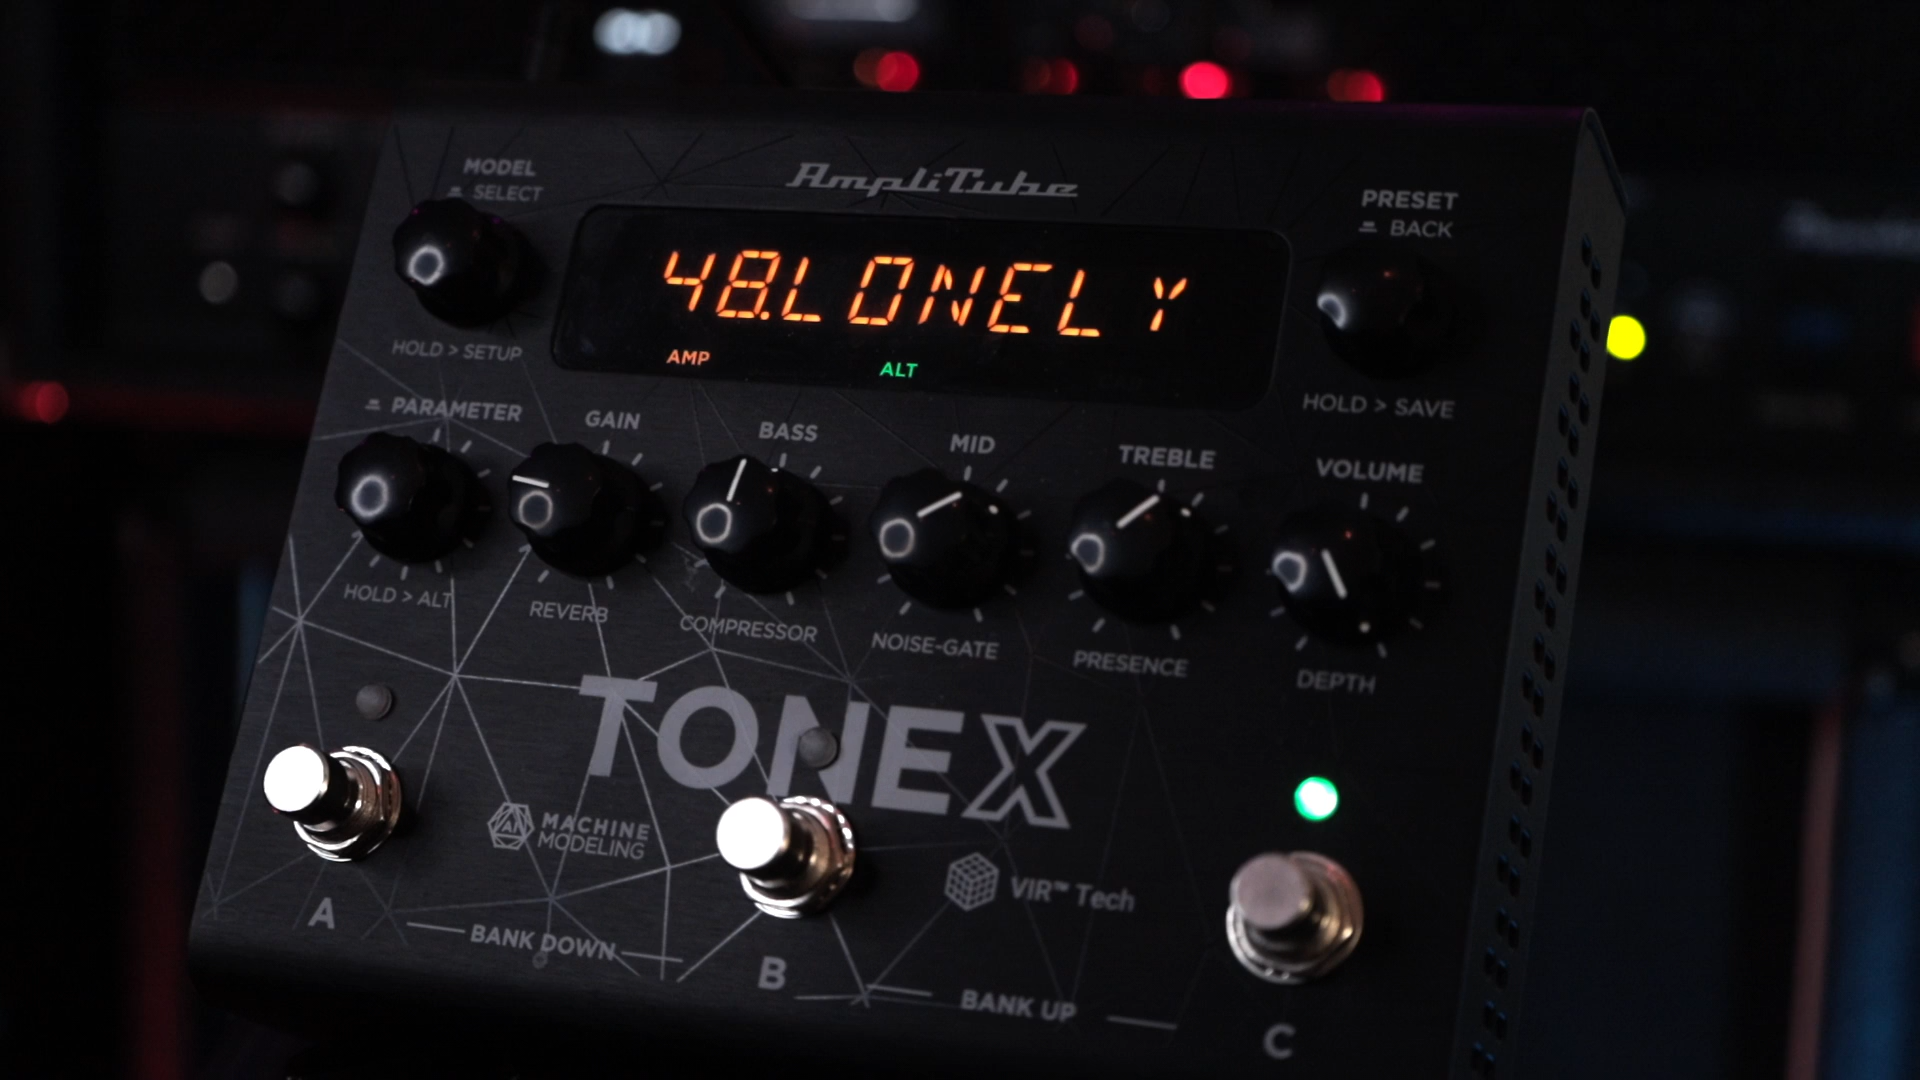 MODEL
SELECT
AmpliTube
PRESET
BACK
48.LONELY
AMP
ALT
HOLD > SETUP
HOLD > SAVE
PARAMETER
GAIN
BASS
MID
TREBLE
VOLUME
HOLD > ALT
REVERB
COMPRESSOR
NOISE-GATE
PRESENCE
DEPTH
TONEX
AI
MACHINE
MODELING
VIR™ Tech
A
BANK DOWN
B
BANK UP
C